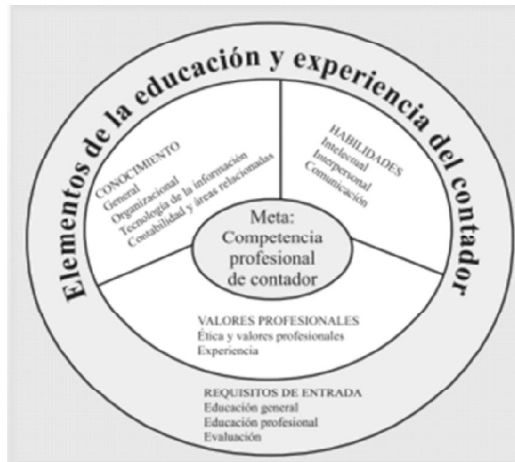 Elementos de la educación y experiencia del contador
CONOCIMIENTO
General
Organizacional
Tecnología de la información
Contabilidad y áreas relacionadas
HABILIDADES
Intelectual
Interpersonal
Comunicación
Meta:
Competencia
profesional
de contador
VALORES PROFESIONALES
Ética y valores profesionales
Experiencia
REQUISITOS DE ENTRADA
Educación general
Educación profesional
Evaluación